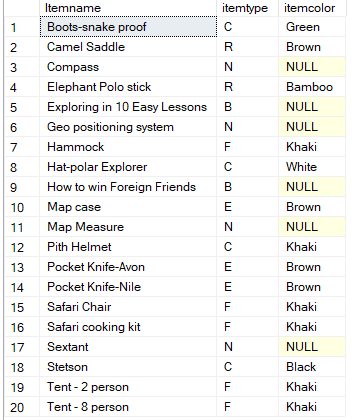 Itemname itemtype itemcolor
1 Boots-snake proof C Green
2 Camel Saddle R Brown
3 Compass N NULL
4 Elephant Polo stick R Bamboo
5 Exploring in 10 Easy Lessons B NULL
6 Geo positioning system N NULL
7 Hammock F Khaki
8 Hat-polar Explorer C White
9 How to win Foreign Friends B NULL
10 Map case E Brown
11 Map Measure N NULL
12 Pith Helmet C Khaki
13 Pocket Knife-Avon E Brown
14 Pocket Knife-Nile E Brown
15 Safari Chair F Khaki
16 Safari cooking kit F Khaki
17 Sextant N NULL
18 Stetson C Black
19 Tent - 2 person F Khaki
20 Tent - 8 person F Khaki